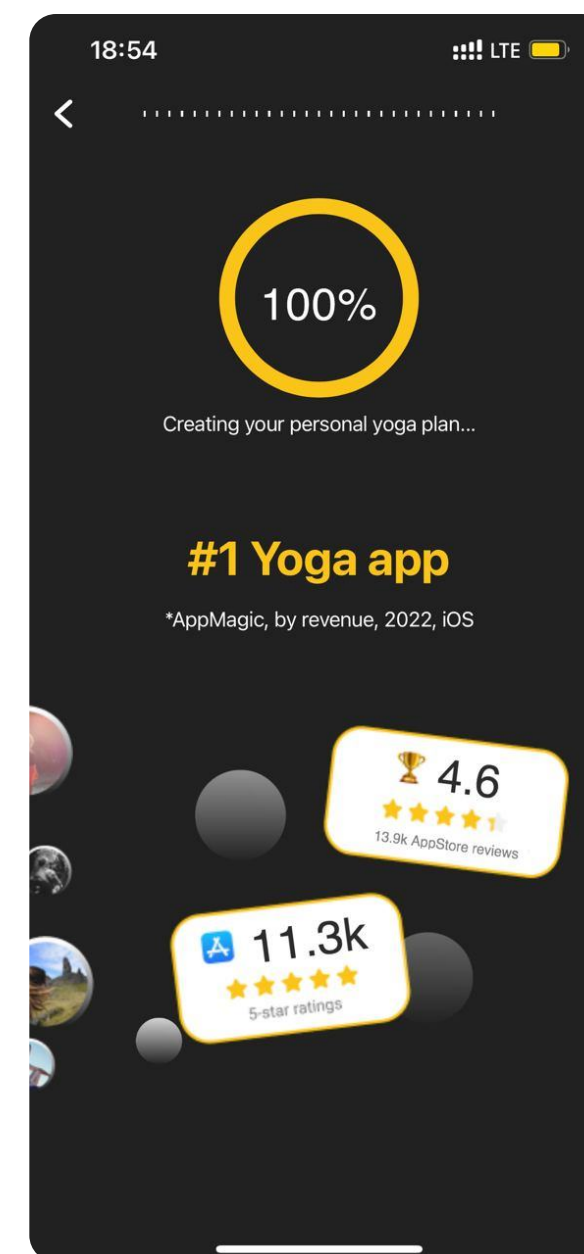 18:54
LTE
100%
Creating your personal yoga plan...
#1 Yoga app
*AppMagic, by revenue, 2022, iOS
4.6
13.9k AppStore reviews
11.3k
5-star ratings